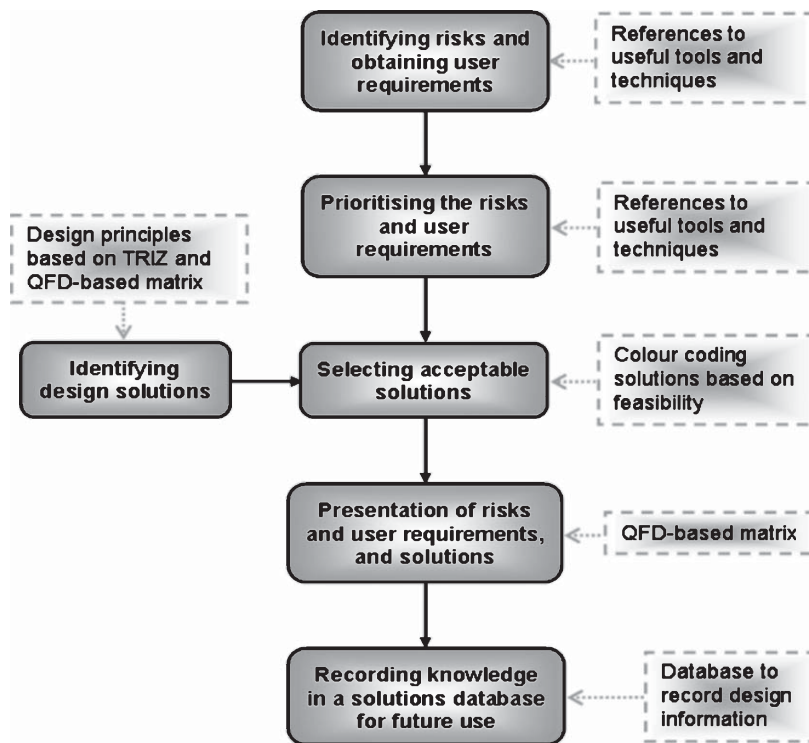 Identifying risks and
obtaining user
requirements
References to
useful tools and
techniques
Prioritising the risks
and user
requirements
References to
useful tools and
techniques
Design principles
based on TRIZ and
QFD-based matrix
Identifying
design solutions
Selecting acceptable
solutions
Colour coding
solutions based on
feasibility
Presentation of risks
and user requirements,
and solutions
QFD-based matrix
Recording knowledge
in a solutions database
for future use
Database to
record design
information